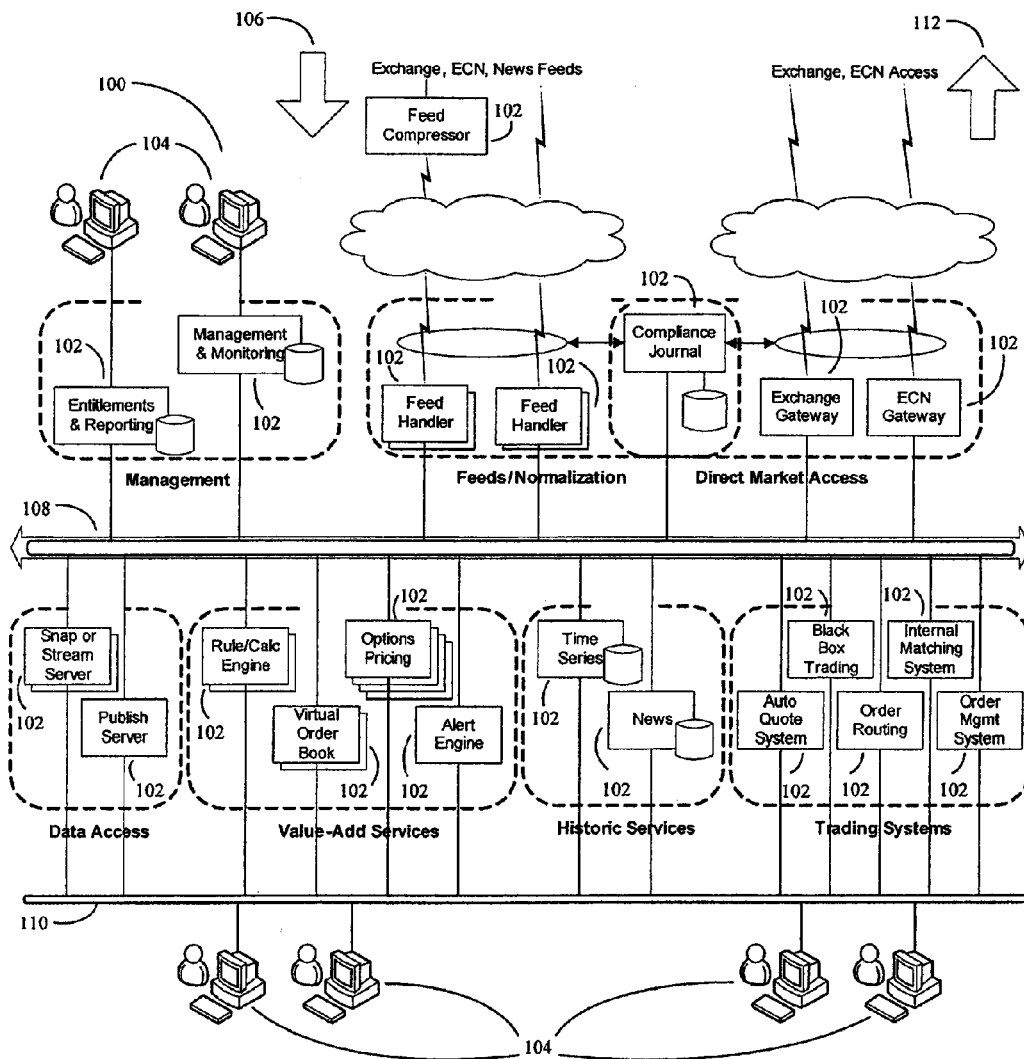 106
112
Exchange, ECN, News Feeds
Exchange, ECN Access
100
Feed
Compressor
102
104
102
Management
& Monitoring
Compliance
Journal
102
102
102
102
102
102
Entitlements
& Reporting
Feed
Handler
Feed
Handler
Exchange
Gateway
ECN
Gateway
102
Management
Feeds/Normalization
Direct Market Access
108
102
102
102
Snap or
Stream
Server
Rule/Calc
Engine
Options
Pricing
Time
Series
Black
Box
Trading
Internal
Matching
System
102
102
102
Publish
Server
Virtual
Order
Book
Alert
Engine
News
Auto
Quote
System
Order
Routing
Order
Mgmt
System
102
102
102
102
102
102
102
Data Access
Value-Add Services
Historic Services
Trading Systems
110
104